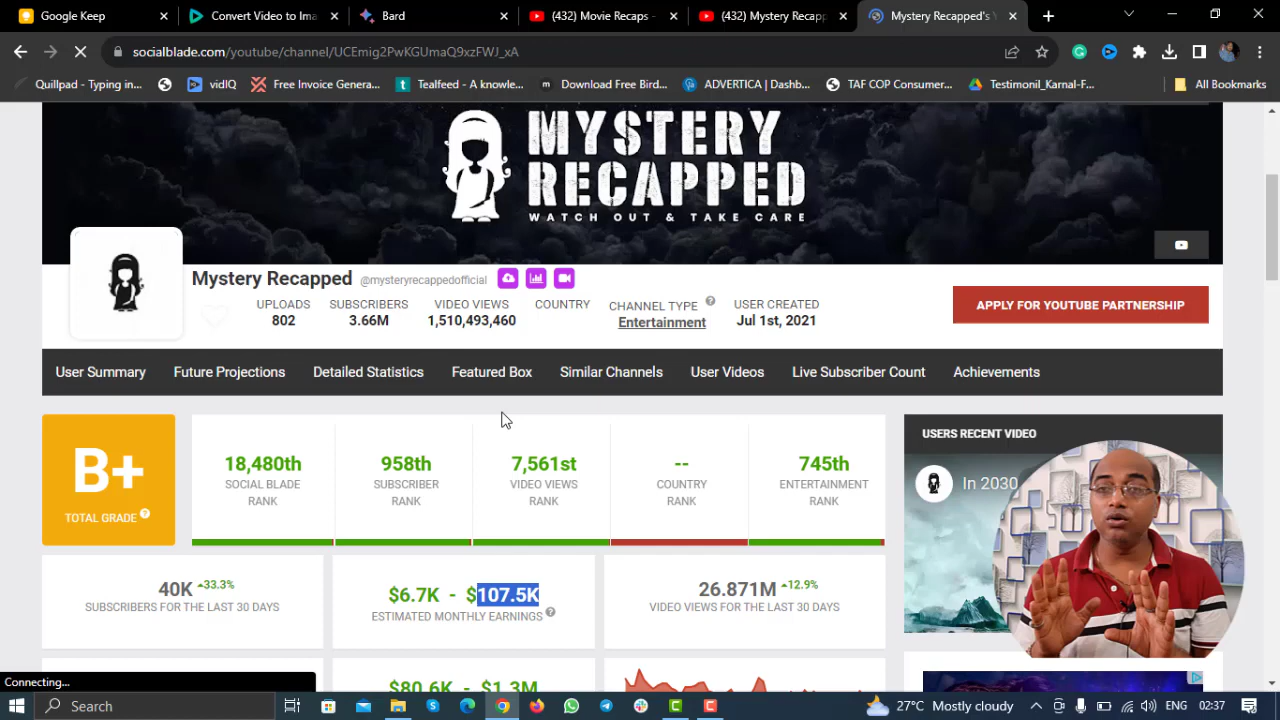 Google Keep
Convert Video to Ima
Bard
(432) Movie Recaps -
(432) Mystery Recapp
Mystery Recapped's Y
socialblade.com/youtube/channel/UCEmig2PwKGUmaQ9xzFWJ_xA
Quillpad - Typing in...
vidIQ
Free Invoice Genera...
Tealfeed - A knowle...
Download Free Bird...
ADVERTICA | Dashb...
TAF COP Consumer...
Testimonil_Karnal-F...
All Bookmarks
MYSTERY
RECAPPED
WATCH OUT & TAKE CARE
Mystery Recapped @mysteryrecappedofficial
UPLOADS
802
SUBSCRIBERS
3.66M
VIDEO VIEWS
1,510,493,460
COUNTRY
CHANNEL TYPE
Entertainment
USER CREATED
Jul 1st, 2021
APPLY FOR YOUTUBE PARTNERSHIP
User Summary
Future Projections
Detailed Statistics
Featured Box
Similar Channels
User Videos
Live Subscriber Count
Achievements
B+
TOTAL GRADE
18,480th
SOCIAL BLADE
RANK
958th
SUBSCRIBER
RANK
7,561st
VIDEO VIEWS
RANK
--
COUNTRY
RANK
745th
ENTERTAINMENT
RANK
USERS RECENT VIDEO
In 2030
40K 33.3%
SUBSCRIBERS FOR THE LAST 30 DAYS
$6.7K - $107.5K
ESTIMATED MONTHLY EARNINGS
26.871M 12.9%
VIDEO VIEWS FOR THE LAST 30 DAYS
$80.6K - $1.3M
Connecting...
Search
27°C Mostly cloudy
ENG
02:37